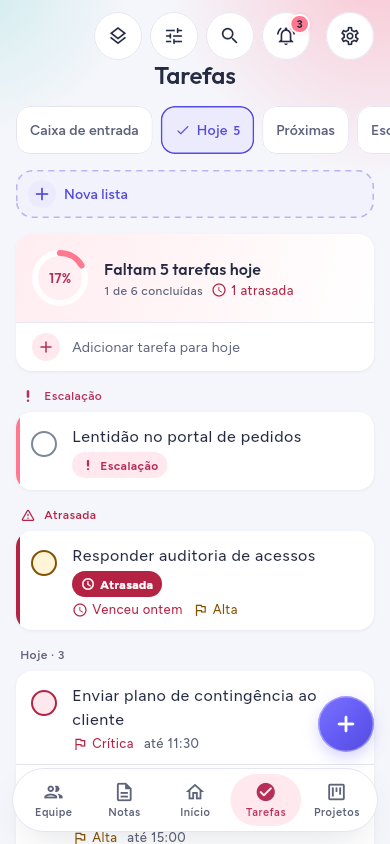 3
Tarefas
Caixa de entrada
Hoje 5
Próximas
Esc
Nova lista
17%
Faltam 5 tarefas hoje
1 de 6 concluídas 1 atrasada
Adicionar tarefa para hoje
Escalação
Lentidão no portal de pedidos
Escalação
Atrasada
Responder auditoria de acessos
Atrasada
Venceu ontem Alta
Hoje · 3
Enviar plano de contingência ao
cliente
Crítica até 11:30
Equipe
Notas
Início
Tarefas
Projetos
Alta até 15:00